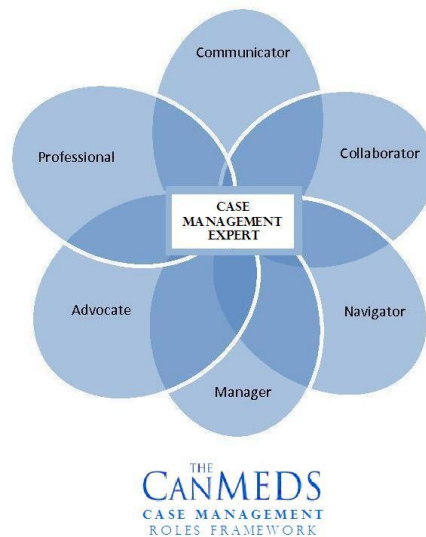 Communicator
Professional
Collaborator
CASE
MANAGEMENT
EXPERT
Advocate
Navigator
Manager
THE
CANMEDS
CASE MANAGEMENT
ROLES FRAMEWORK